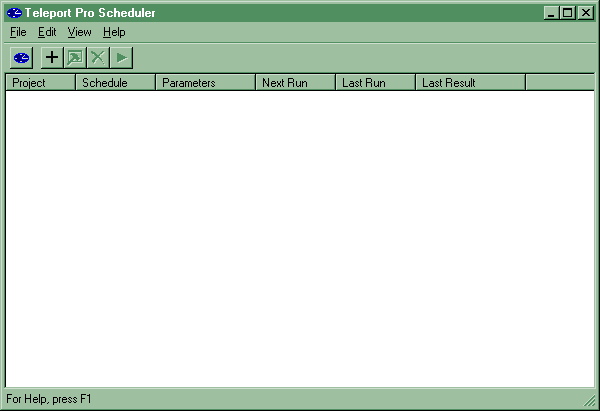 Teleport Pro Scheduler
File Edit View Help
Project Schedule Parameters Next Run Last Run Last Result
For Help, press F1